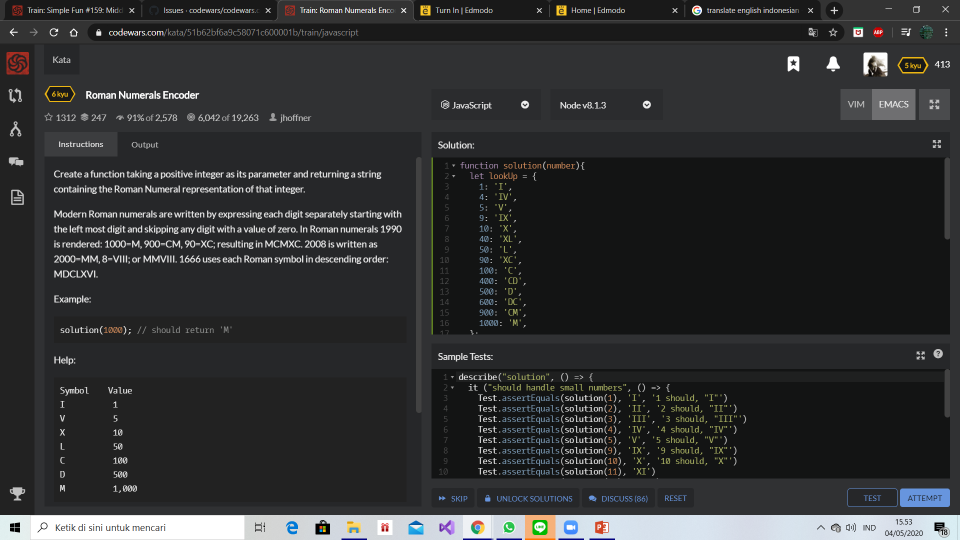 Train: Simple Fun #159: Midd
Issues · codewars/codewars.c
Train: Roman Numerals Enco
Turn In | Edmodo
Home | Edmodo
translate english indonesian
codewars.com/kata/51b62bf6a9c58071c600001b/train/javascript
Kata
5 kyu 413
6 kyu Roman Numerals Encoder
1312 247 91% of 2,578 6,042 of 19,263 jhoffner
JavaScript
Node v8.1.3
VIM EMACS
Instructions Output
Create a function taking a positive integer as its parameter and returning a string
containing the Roman Numeral representation of that integer.
Modern Roman numerals are written by expressing each digit separately starting with
the left most digit and skipping any digit with a value of zero. In Roman numerals 1990
is rendered: 1000=M, 900=CM, 90=XC; resulting in MCMXC. 2008 is written as
2000=MM, 8=VIII; or MMVIII. 1666 uses each Roman symbol in descending order:
MDCLXVI.
Example:
solution(1000); // should return 'M'
Help:
Symbol Value
I 1
V 5
X 10
L 50
C 100
D 500
M 1,000
Solution:
1 function solution(number){
2 let lookUp = {
3 1: 'I',
4 4: 'IV',
5 5: 'V',
6 9: 'IX',
7 10: 'X',
8 40: 'XL',
9 50: 'L',
10 90: 'XC',
11 100: 'C',
12 400: 'CD',
13 500: 'D',
14 600: 'DC',
15 900: 'CM',
16 1000: 'M',
17 };
Sample Tests:
1 describe("solution", () => {
2 it ("should handle small numbers", () => {
3 Test.assertEquals(solution(1), 'I', '1 should, "I"')
4 Test.assertEquals(solution(2), 'II', '2 should, "II"')
5 Test.assertEquals(solution(3), 'III', '3 should, "III"')
6 Test.assertEquals(solution(4), 'IV', '4 should, "IV"')
7 Test.assertEquals(solution(5), 'V', '5 should, "V"')
8 Test.assertEquals(solution(9), 'IX', '9 should, "IX"')
9 Test.assertEquals(solution(10), 'X', '10 should, "X"')
10 Test.assertEquals(solution(11), 'XI')
SKIP UNLOCK SOLUTIONS DISCUSS (86) RESET TEST ATTEMPT
Ketik di sini untuk mencari
IND
15.53
04/05/2020
18